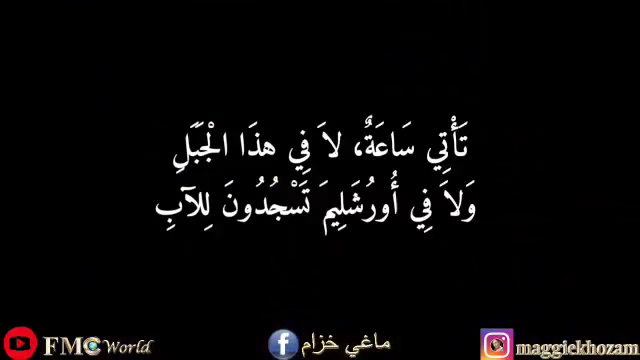 تَأْتِي سَاعَةٌ، لاَ فِي هذَا الْجَبَلِ
وَلاَ فِي أُورُشَلِيمَ تَسْجُدُونَ لِلآبِ
FMC World
ماغي خزام
maggiekhozam